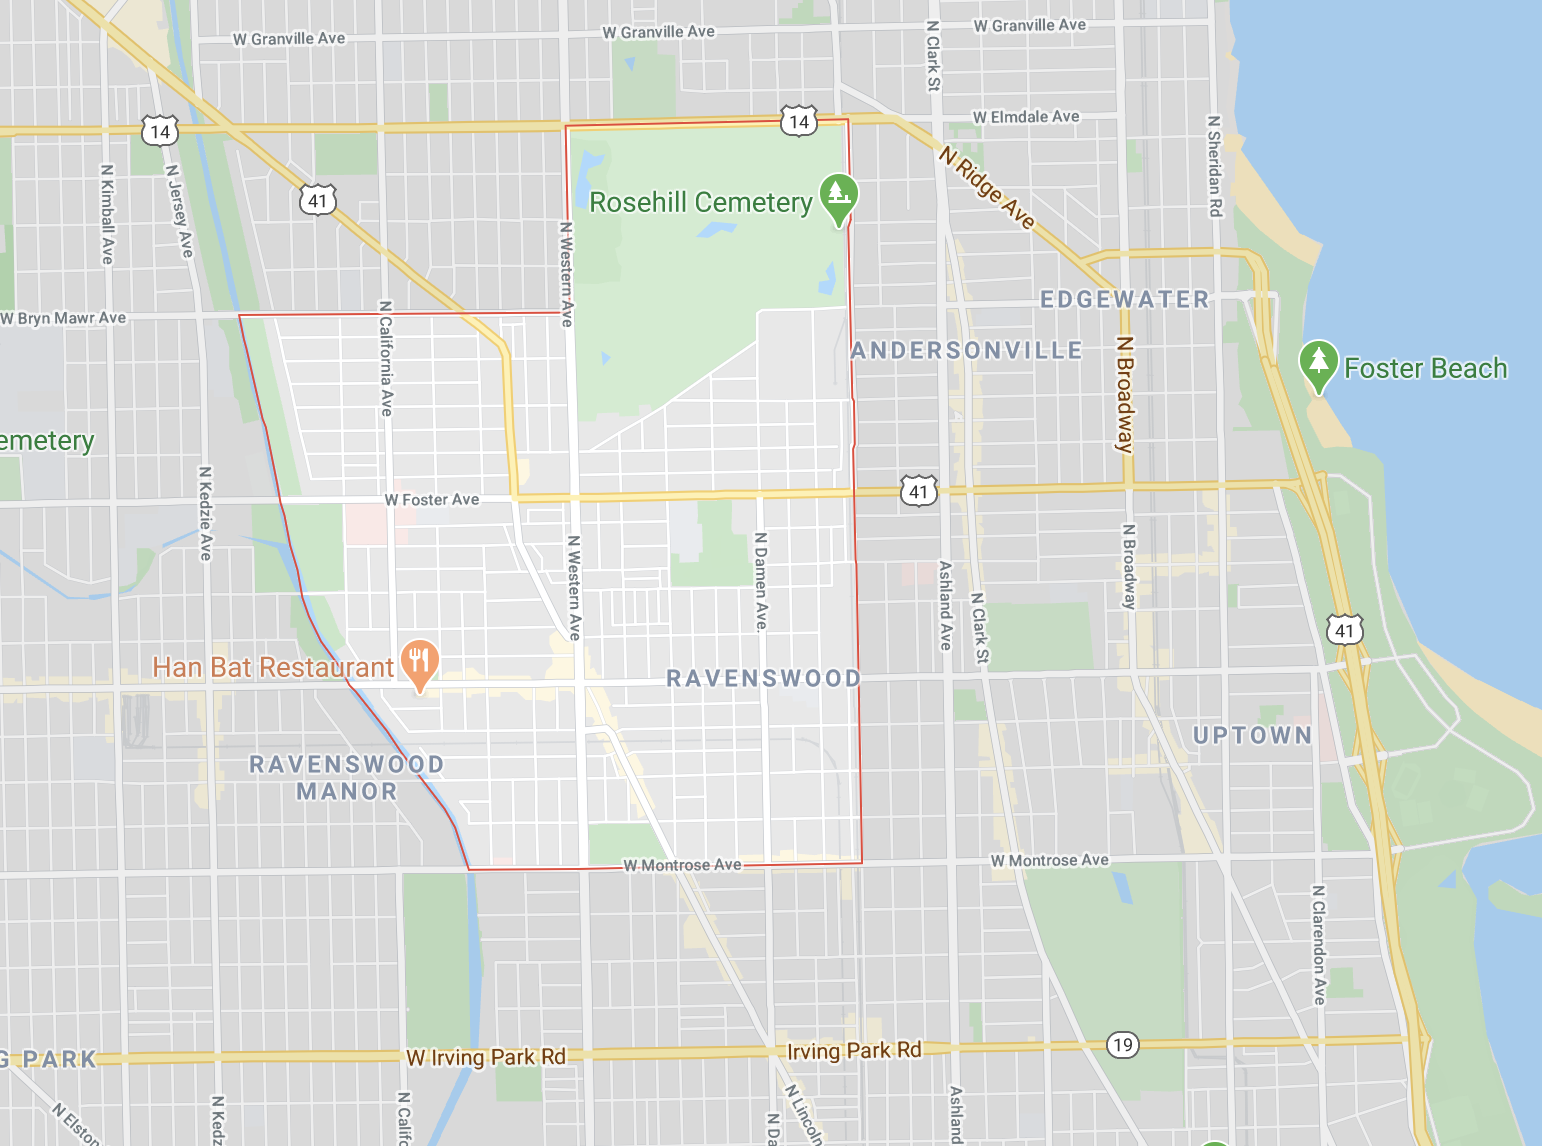 W Granville Ave
W Granville Ave
N Clark St
W Granville Ave
14
14
W Elmdale Ave
N Sheridan Rd
N Kimball Ave
N Jersey Ave
41
Rosehill Cemetery
N Ridge Ave
N Western Ave
W Bryn Mawr Ave
N California Ave
EDGEWATER
ANDERSONVILLE
N Broadway
Foster Beach
emetery
N Kedzie Ave
W Foster Ave
41
N Western Ave
N Damen Ave.
Ashland Ave
N Clark St
N Broadway
41
Han Bat Restaurant
RAVENSWOOD
UPTOWN
RAVENSWOOD
MANOR
W Montrose Ave
W Montrose Ave
N Clarendon Ave
G PARK
W Irving Park Rd
Irving Park Rd
19
N Elston
N Kedz
N Califo
N Lincoln
N Da
Ashland